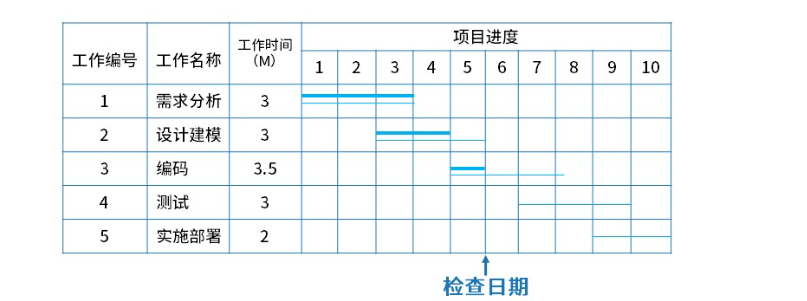 项目进度
工作编号 工作名称 工作时间(M) 1 2 3 4 5 6 7 8 9 10
1 需求分析 3
2 设计建模 3
3 编码 3.5
4 测试 3
5 实施部署 2
检查日期